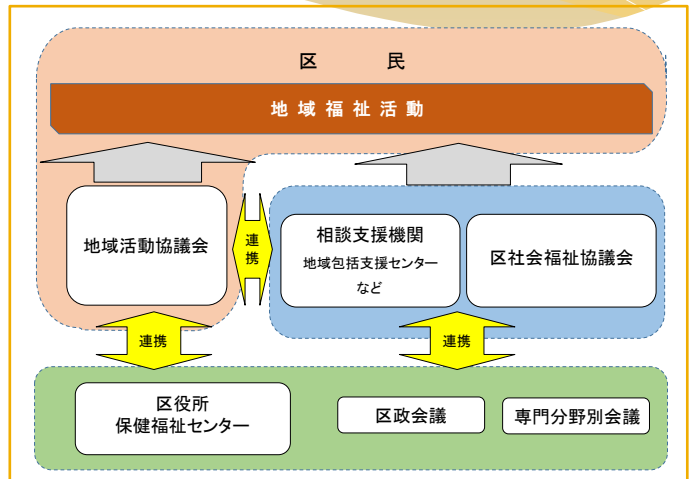 区　　民
地域福祉活動
地域活動協議会
連携
相談支援機関
地域包括支援センター
など
区社会福祉協議会
連携
連携
区役所
保健福祉センター
区政会議
専門分野別会議